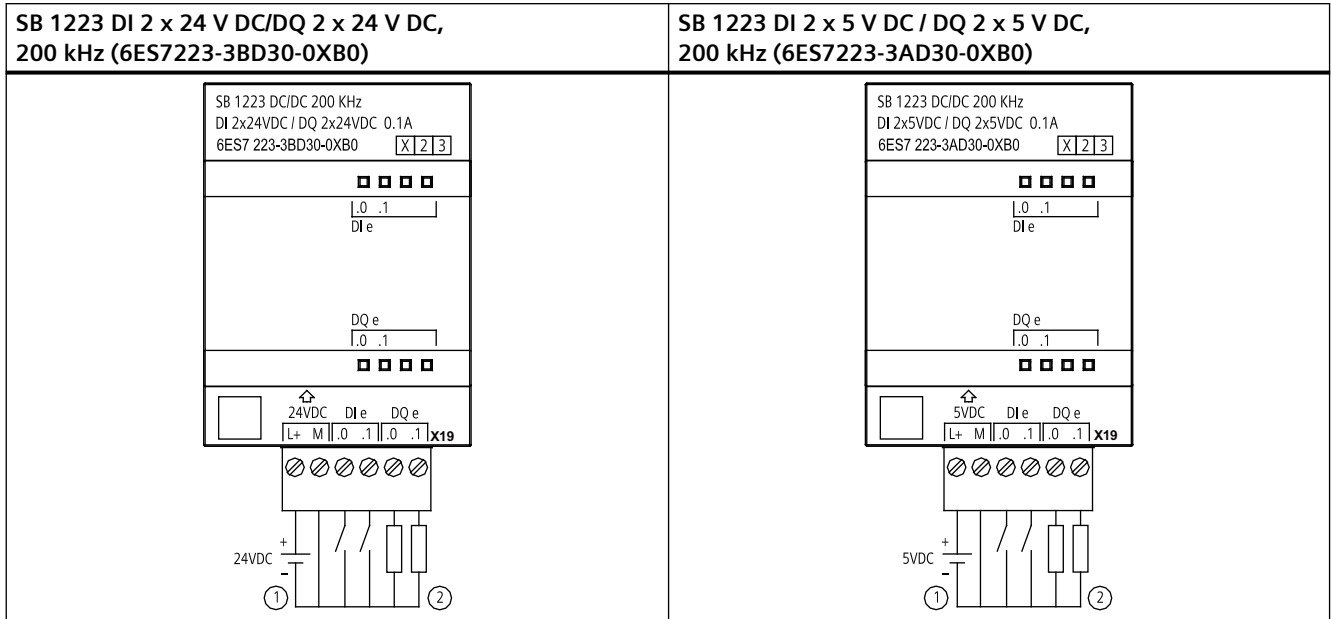 SB 1223 DI 2 x 24 V DC/DQ 2 x 24 V DC,
200 kHz (6ES7223-3BD30-0XB0)
SB 1223 DI 2 x 5 V DC / DQ 2 x 5 V DC,
200 kHz (6ES7223-3AD30-0XB0)
SB 1223 DC/DC 200 KHz
DI 2x24VDC / DQ 2x24VDC 0.1A
6ES7 223-3BD30-0XB0 X 2 3
.0 .1
DI e
DQ e
.0 .1
24VDC DI e DQ e
L+ M .0 .1 .0 .1 X19
+
24VDC
-
1 2
SB 1223 DC/DC 200 KHz
DI 2x5VDC / DQ 2x5VDC 0.1A
6ES7 223-3AD30-0XB0 X 2 3
.0 .1
DI e
DQ e
.0 .1
5VDC DI e DQ e
L+ M .0 .1 .0 .1 X19
+
5VDC
-
1 2